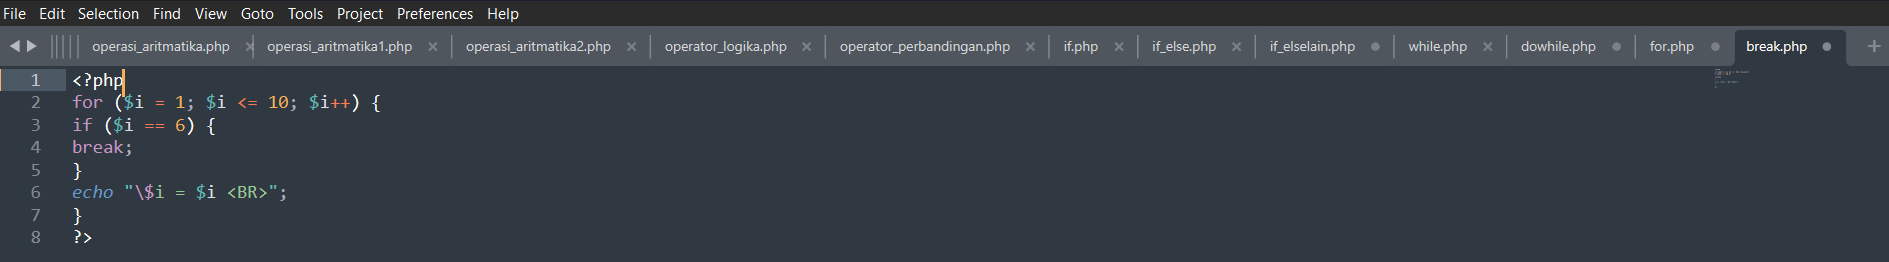 File Edit Selection Find View Goto Tools Project Preferences Help
operasi_aritmatika.php operasi_aritmatika1.php operasi_aritmatika2.php operator_logika.php operator_perbandingan.php if.php if_else.php if_elselain.php while.php dowhile.php for.php break.php
1 <?php
2 for ($i = 1; $i <= 10; $i++) {
3 if ($i == 6) {
4 break;
5 }
6 echo "\$i = $i <BR>";
7 }
8 ?>